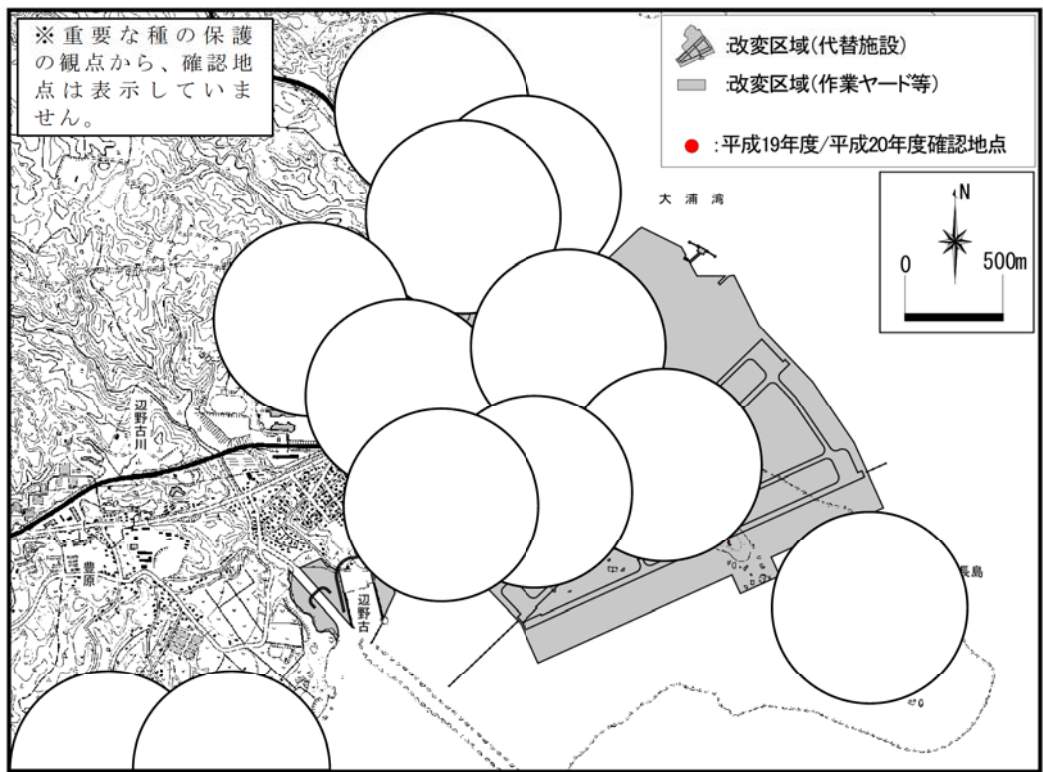 ※重要な種の保護
の観点から、確認地
点は表示していま
せん。
:改変区域(代替施設)
:改変区域(作業ヤード等)
:平成19年度/平成20年度確認地点
大浦湾
N
0 500m
辺野古川
豊原
辺野古
長島